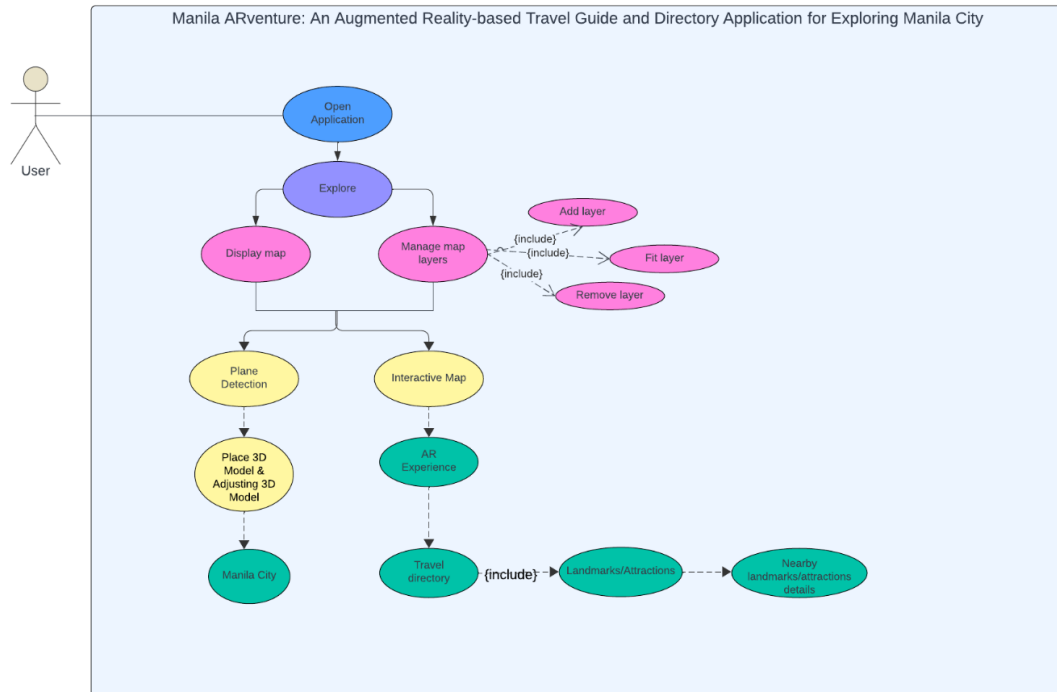 Manila ARventure: An Augmented Reality-based Travel Guide and Directory Application for Exploring Manila City
User
Open
Application
Explore
Display map
Manage map
layers
Add layer
{include}
{include}
Fit layer
{include}
Remove layer
Plane
Detection
Interactive Map
Place 3D
Model &
Adjusting 3D
Model
AR
Experience
Manila City
Travel
directory
{include}
Landmarks/Attractions
Nearby
landmarks/attractions
details